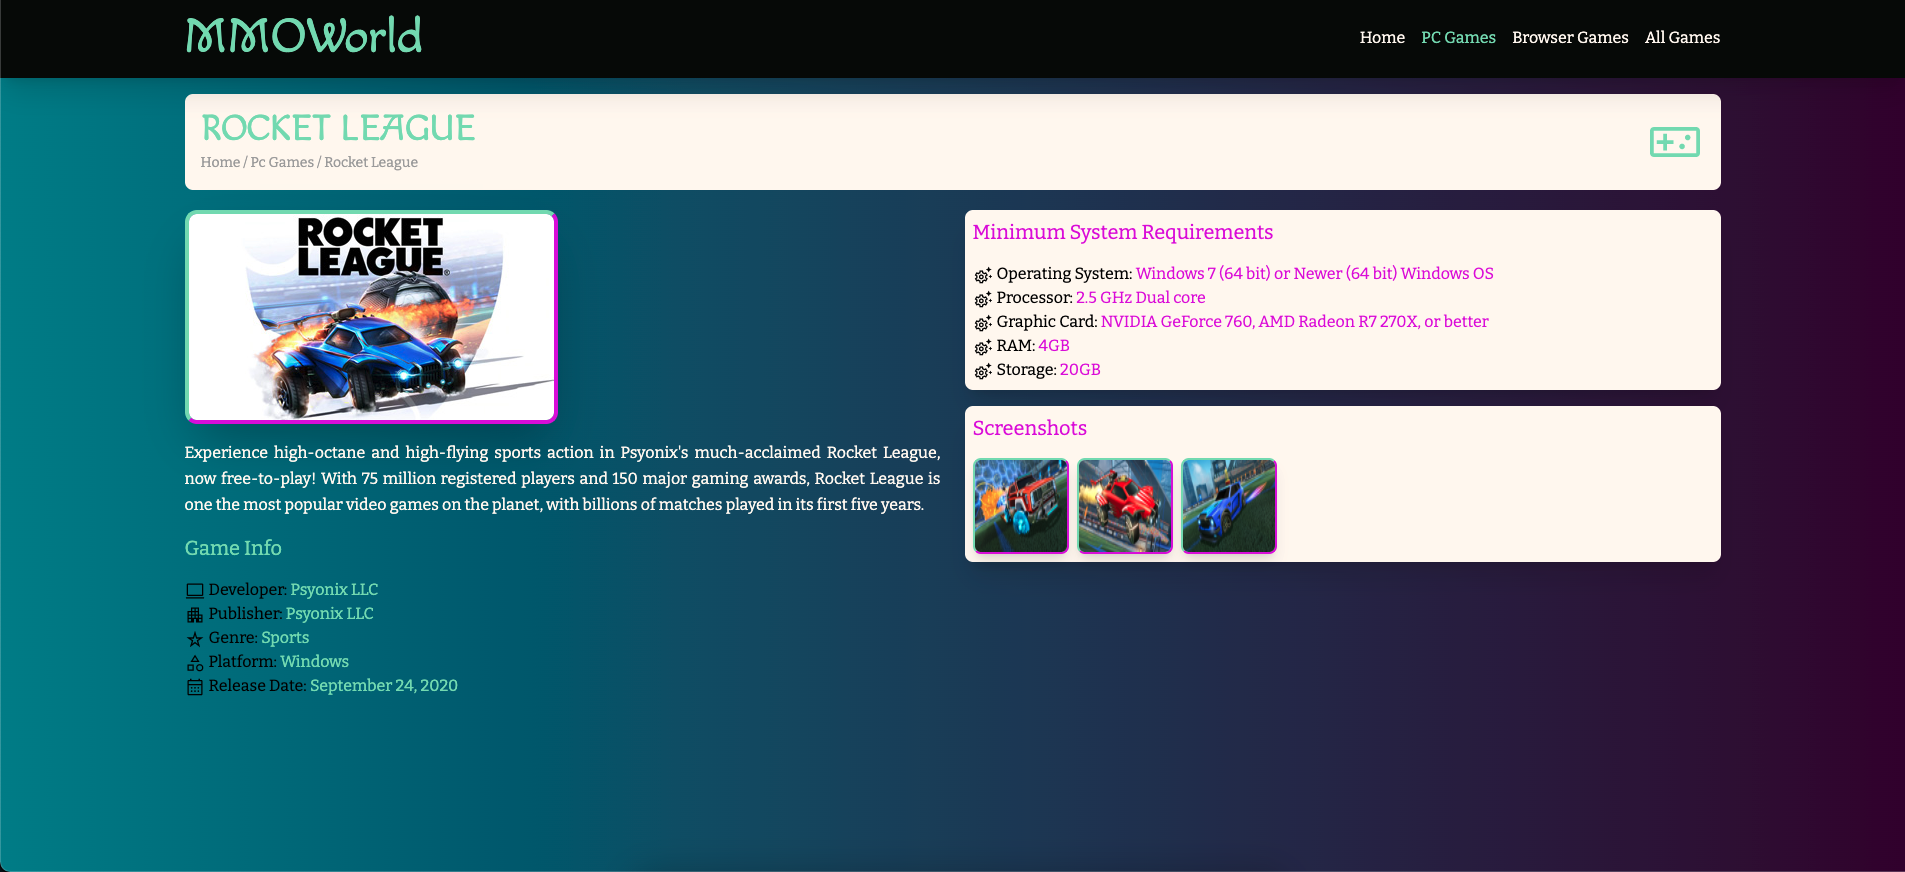 MMOWorld
Home PC Games Browser Games All Games
ROCKET LEAGUE
Home / Pc Games / Rocket League
ROCKET
LEAGUE®
Experience high-octane and high-flying sports action in Psyonix's much-acclaimed Rocket League,
now free-to-play! With 75 million registered players and 150 major gaming awards, Rocket League is
one the most popular video games on the planet, with billions of matches played in its first five years.
Game Info
Developer: Psyonix LLC
Publisher: Psyonix LLC
Genre: Sports
Platform: Windows
Release Date: September 24, 2020
Minimum System Requirements
Operating System: Windows 7 (64 bit) or Newer (64 bit) Windows OS
Processor: 2.5 GHz Dual core
Graphic Card: NVIDIA GeForce 760, AMD Radeon R7 270X, or better
RAM: 4GB
Storage: 20GB
Screenshots